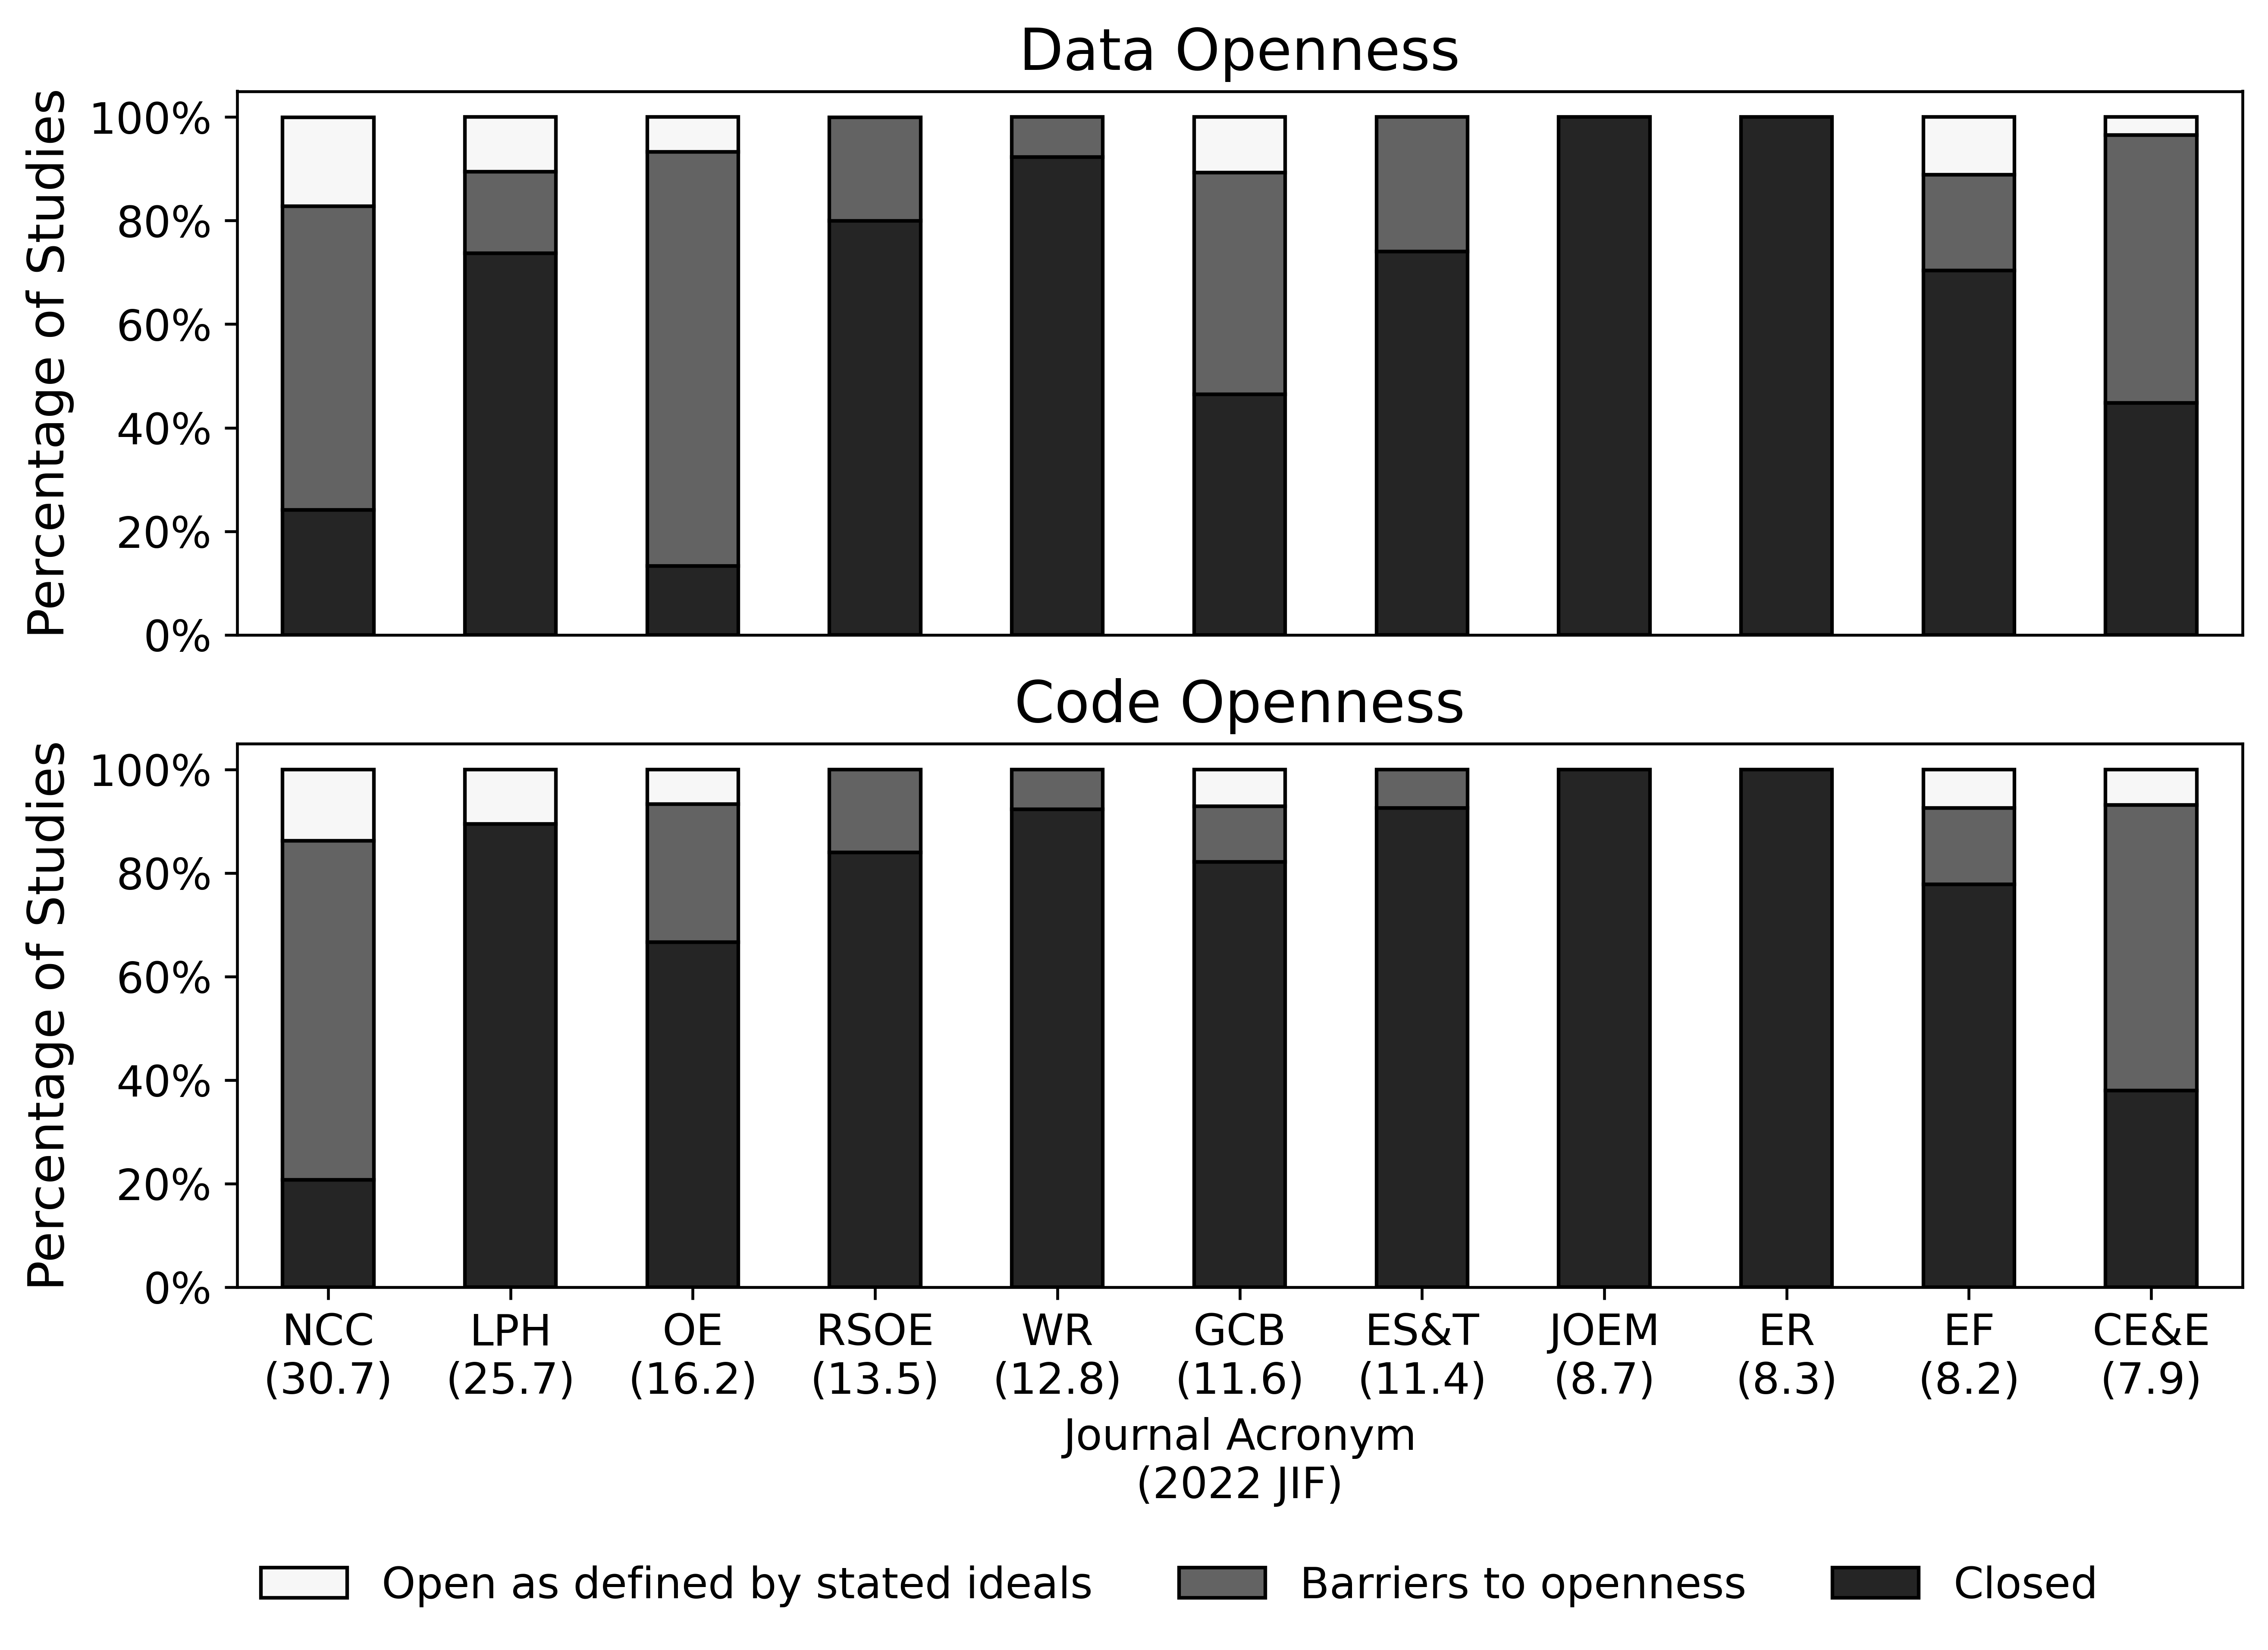 Data Openness
Percentage of Studies
100%
80%
60%
40%
20%
0%
Code Openness
Percentage of Studies
100%
80%
60%
40%
20%
0%
NCC LPH OE RSOE WR GCB ES&T JOEM ER EF CE&E
(30.7) (25.7) (16.2) (13.5) (12.8) (11.6) (11.4) (8.7) (8.3) (8.2) (7.9)
Journal Acronym
(2022 JIF)
Open as defined by stated ideals Barriers to openness Closed